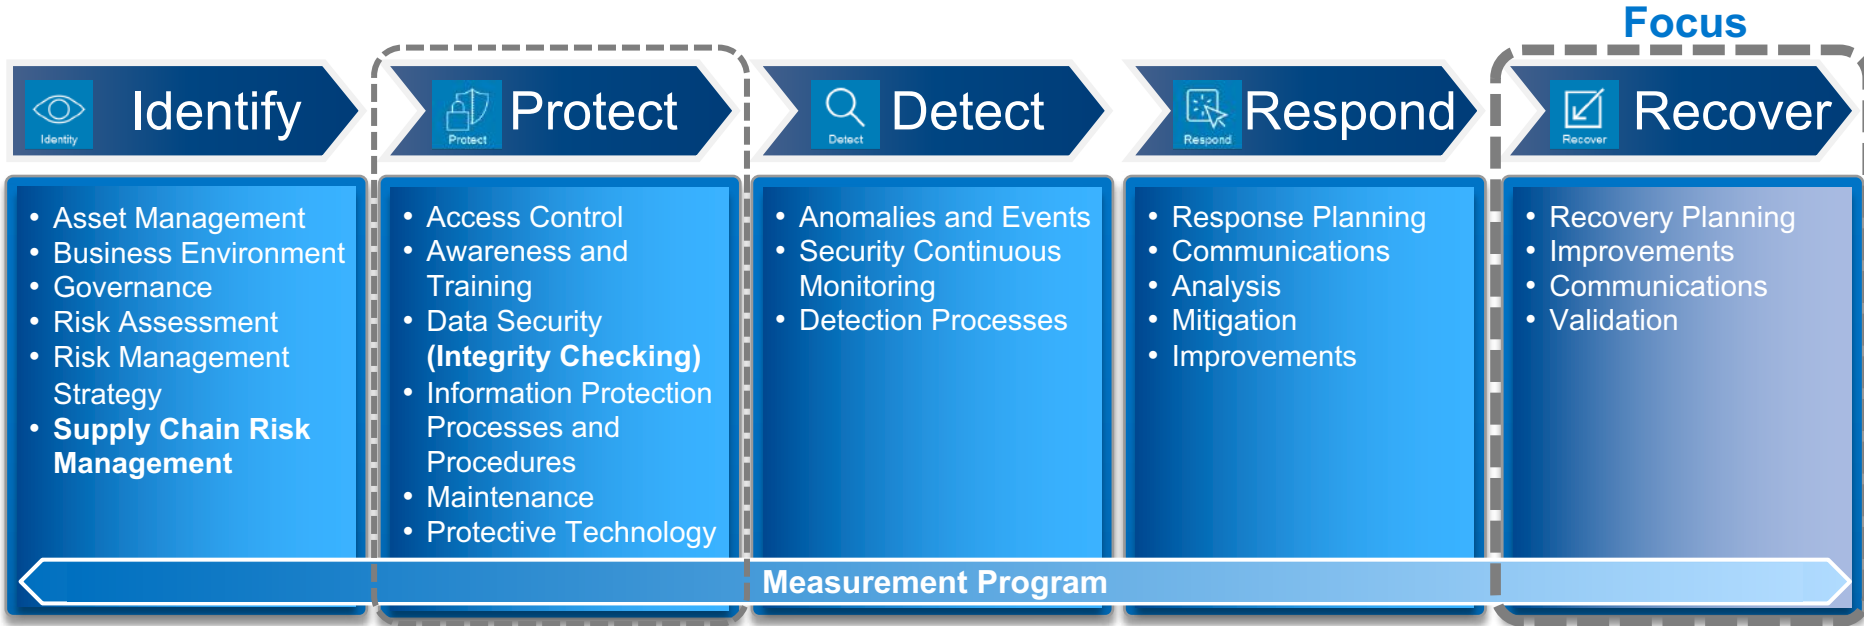 Focus
Identity
Identify
Protect
Protect
Detect
Detect
Respond
Respond
Recover
Recover
• Asset Management
• Business Environment
• Governance
• Risk Assessment
• Risk Management
Strategy
• Supply Chain Risk
Management
• Access Control
• Awareness and
Training
• Data Security
(Integrity Checking)
• Information Protection
Processes and
Procedures
• Maintenance
• Protective Technology
• Anomalies and Events
• Security Continuous
Monitoring
• Detection Processes
• Response Planning
• Communications
• Analysis
• Mitigation
• Improvements
• Recovery Planning
• Improvements
• Communications
• Validation
Measurement Program